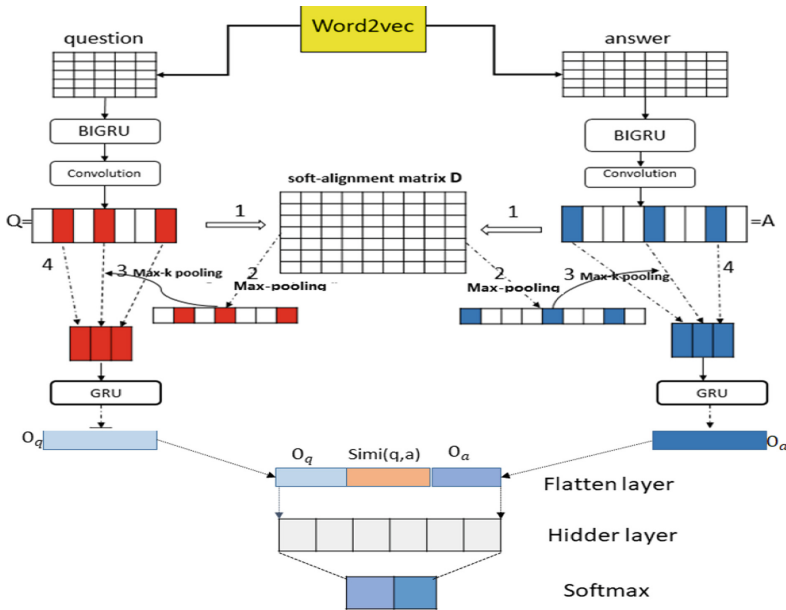 Word2vec
question
answer
BIGRU
BIGRU
Convolution
Convolution
soft-alignment matrix D
Q=
1
1
=A
4
3
Max-k pooling
2
Max-pooling
2
Max-pooling
3
Max-k-pooling
4
GRU
GRU
Oq
Oa
Oq
Simi(q,a)
Oa
Flatten layer
Hidder layer
Softmax